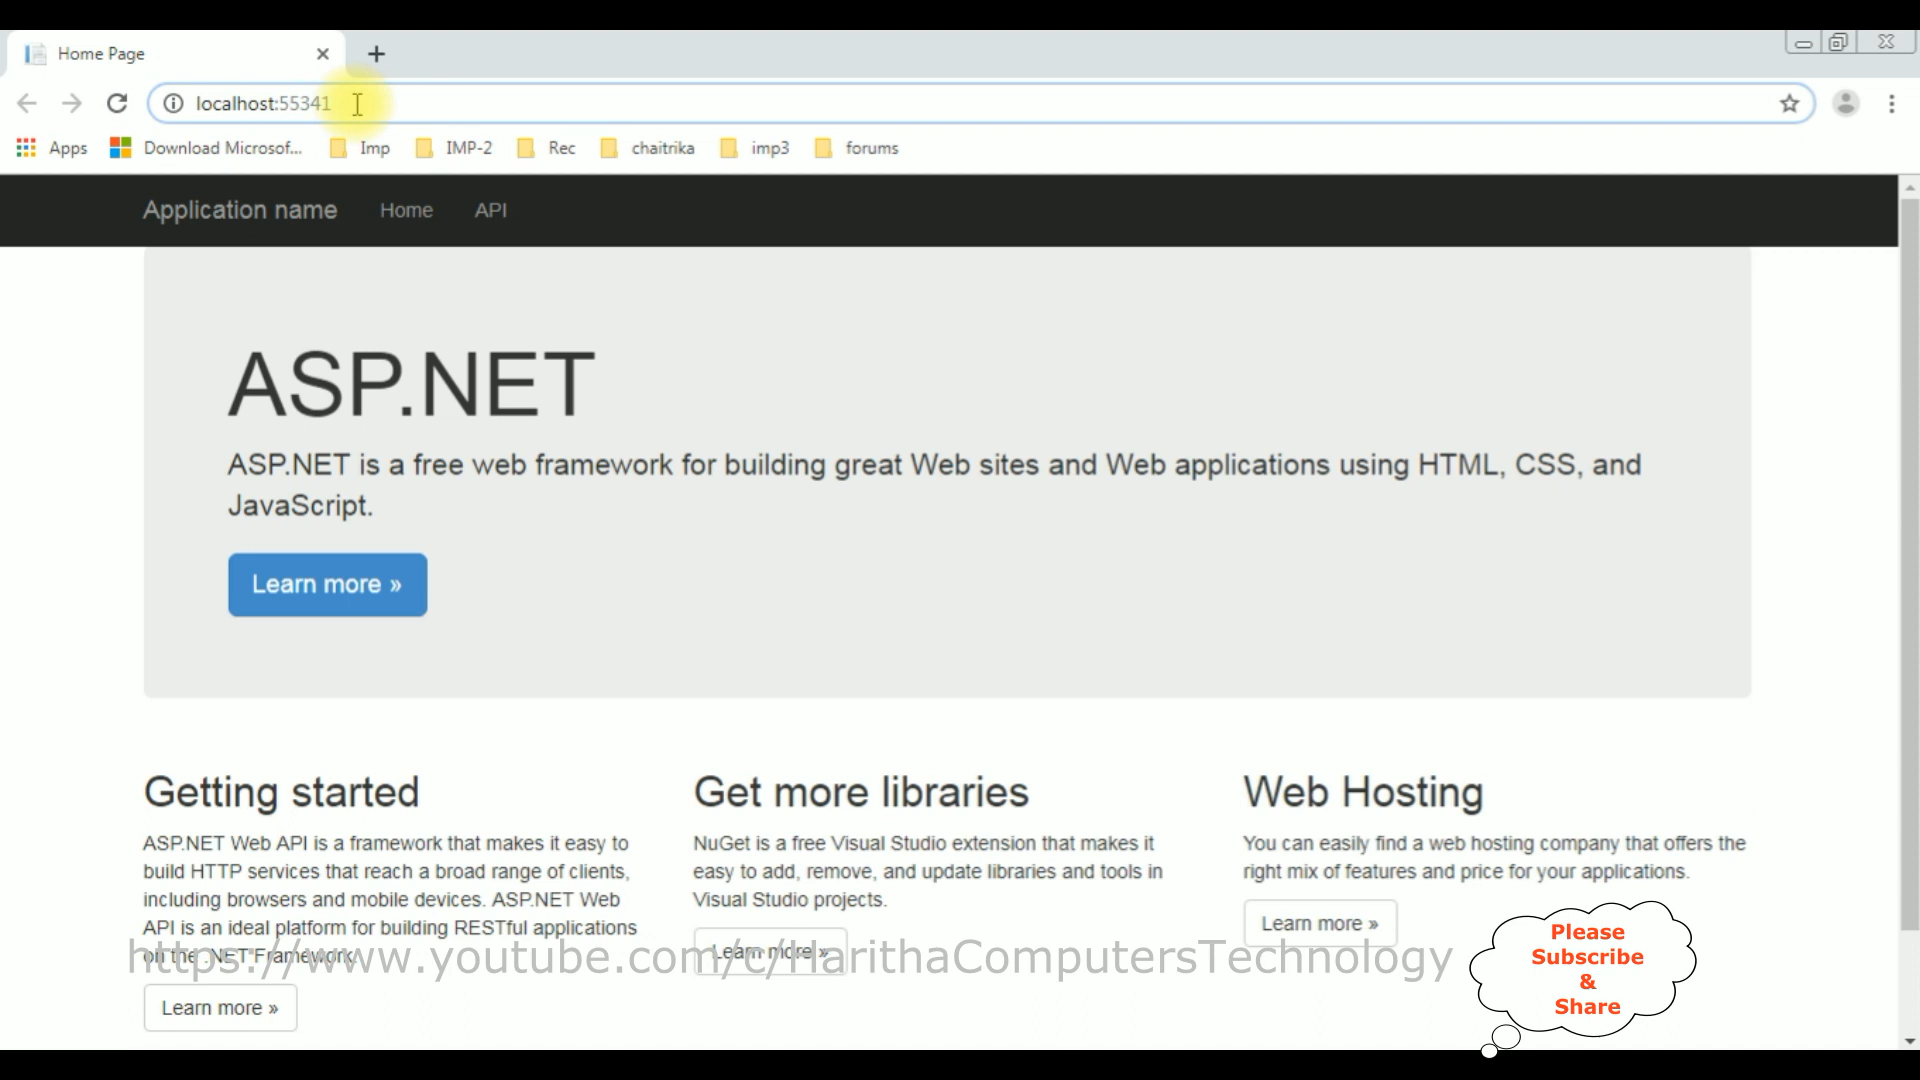 Home Page
localhost:55341
Apps
Download Microsof...
Imp
IMP-2
Rec
chaitrika
imp3
forums
Application name
Home
API
ASP.NET
ASP.NET is a free web framework for building great Web sites and Web applications using HTML, CSS, and
JavaScript.
Learn more »
Getting started
ASP.NET Web API is a framework that makes it easy to
build HTTP services that reach a broad range of clients,
including browsers and mobile devices. ASP.NET Web
API is an ideal platform for building RESTful applications
on the .NET Framework.
Learn more »
Get more libraries
NuGet is a free Visual Studio extension that makes it
easy to add, remove, and update libraries and tools in
Visual Studio projects.
Learn more »
Web Hosting
You can easily find a web hosting company that offers the
right mix of features and price for your applications.
Learn more »
https://www.youtube.com/c/HarithaComputersTechnology
Please
Subscribe
&
Share